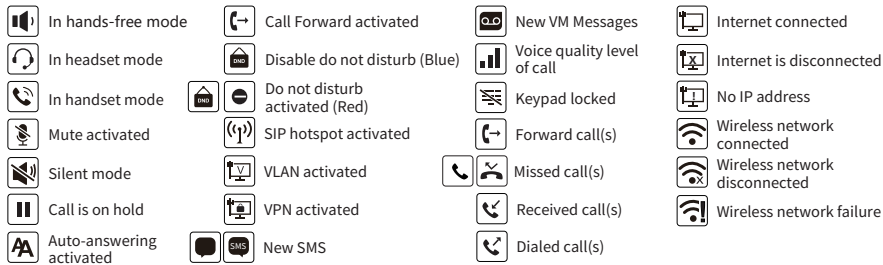 In hands-free mode
In headset mode
In handset mode
Mute activated
Silent mode
Call is on hold
AA
Auto-answering
activated
Call Forward activated
DND
Disable do not disturb (Blue)
DND
Do not disturb
activated (Red)
SIP hotspot activated
V
VLAN activated
VPN activated
SMS
New SMS
New VM Messages
Voice quality level
of call
Keypad locked
Forward call(s)
Missed call(s)
Received call(s)
Dialed call(s)
Internet connected
X
Internet is disconnected
!
No IP address
Wireless network
connected
x
Wireless network
disconnected
!
Wireless network failure